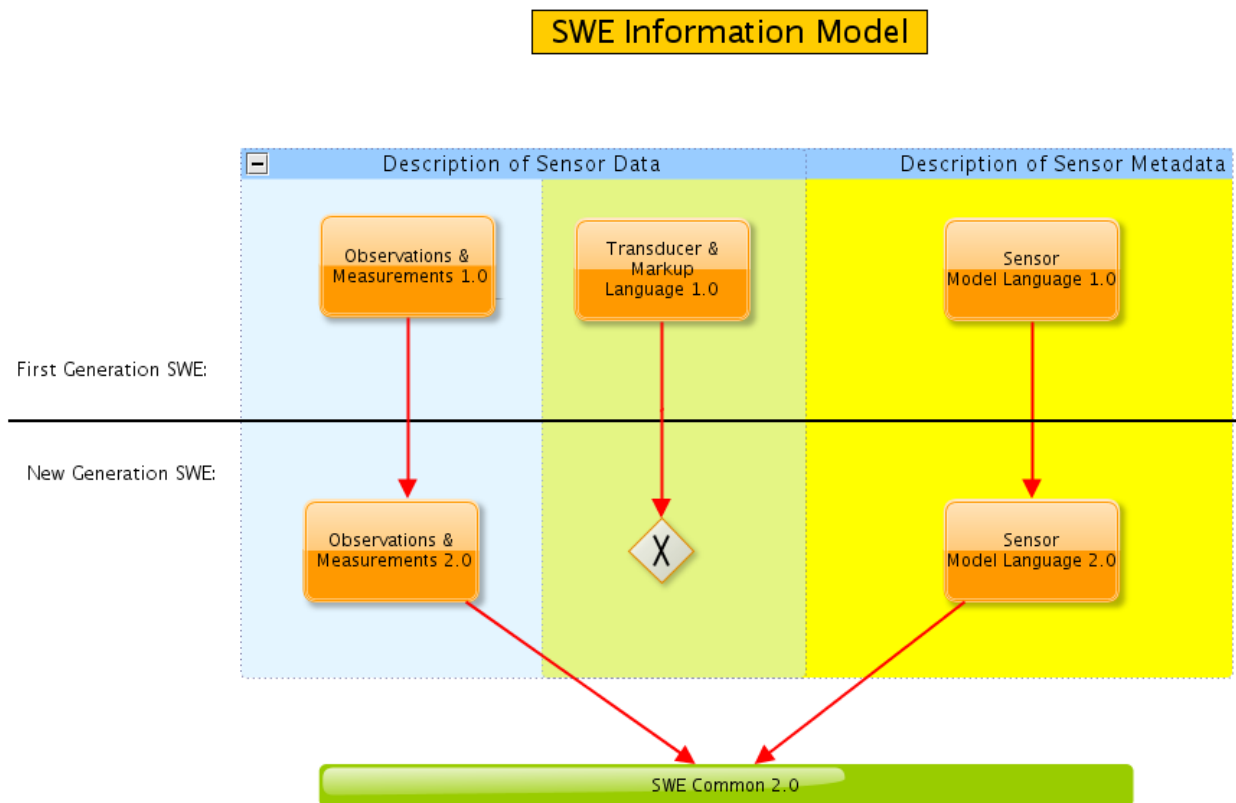 SWE Information Model
Description of Sensor Data
Description of Sensor Metadata
Observations &
Measurements 1.0
Transducer &
Markup
Language 1.0
Sensor
Model Language 1.0
First Generation SWE:
New Generation SWE:
Observations &
Measurements 2.0
X
Sensor
Model Language 2.0
SWE Common 2.0